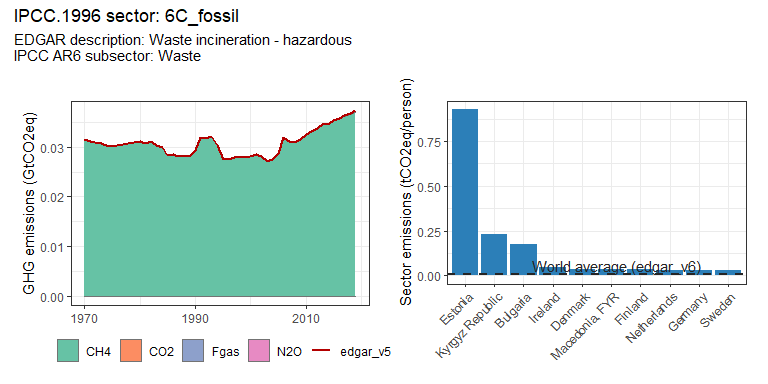 IPCC.1996 sector: 6C_fossil
EDGAR description: Waste incineration - hazardous
IPCC AR6 subsector: Waste
GHG emissions (GtCO2eq)
0.03
0.02
0.01
0.00
1970
1990
2010
CH4 CO2 Fgas N2O edgar_v5
Sector emissions (tCO2eq/person)
0.75
0.50
0.25
0.00
World average (edgar_v6)
Estonia
Kyrgyz Republic
Bulgaria
Ireland
Denmark
Macedonia, FYR
Finland
Netherlands
Germany
Sweden